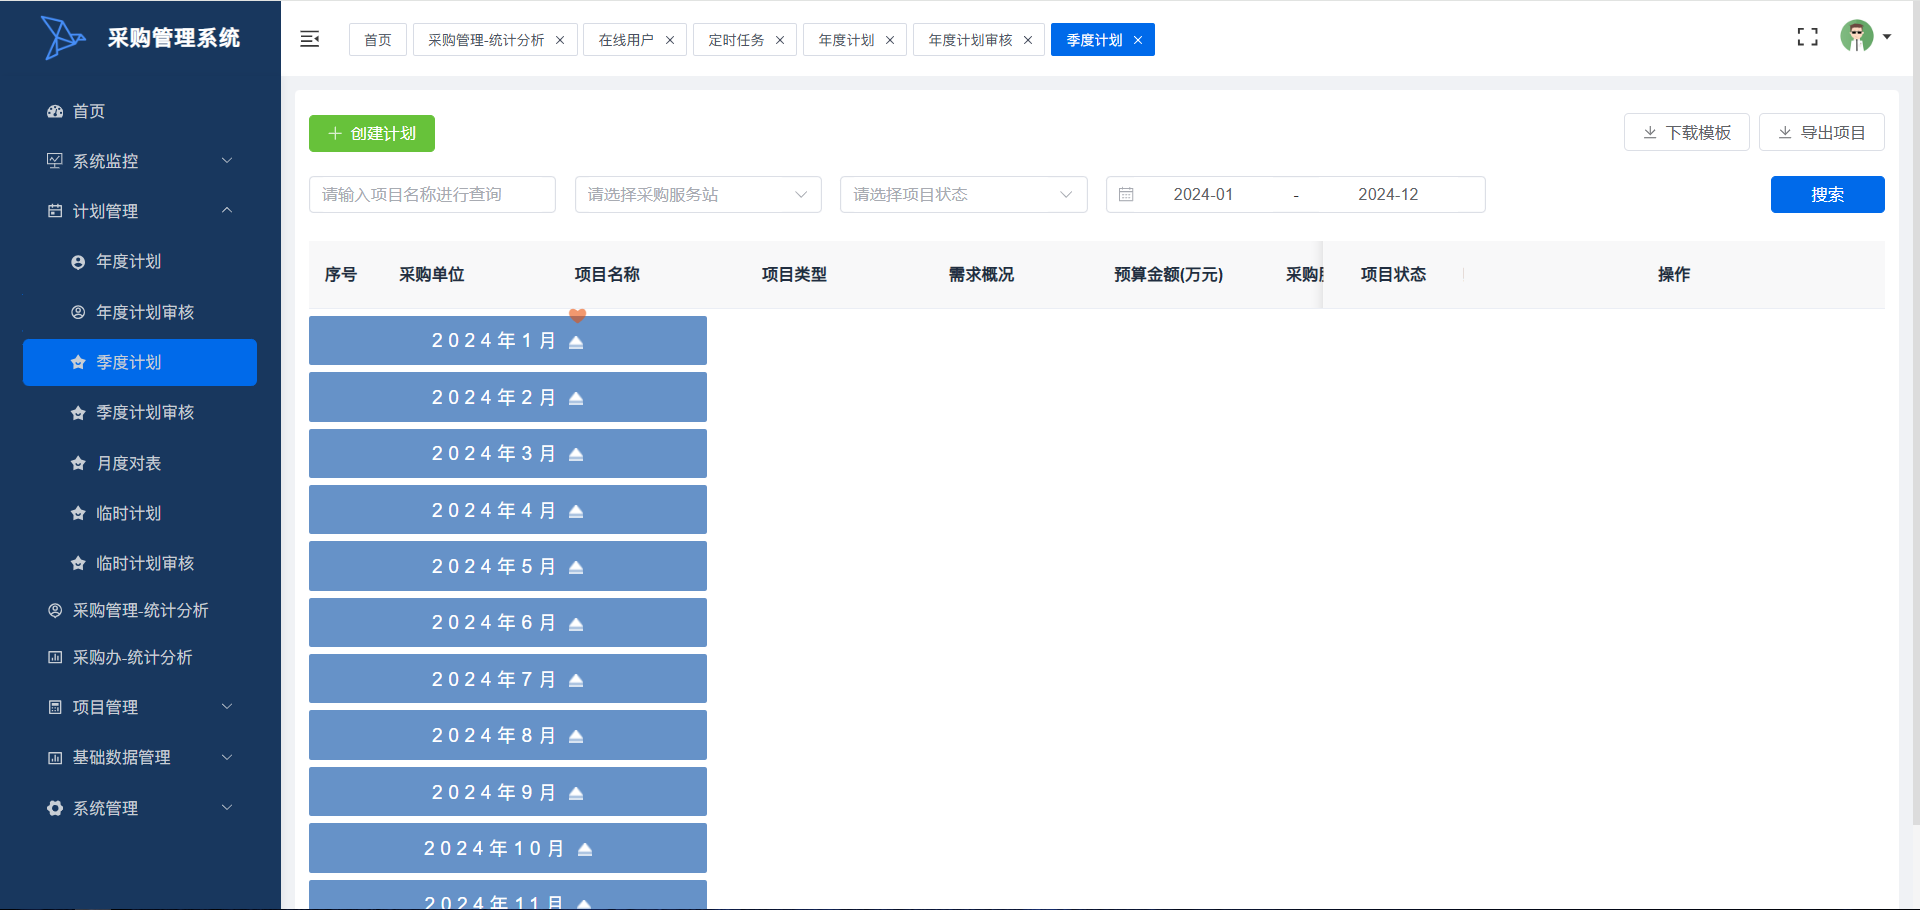 采购管理系统
首页
采购管理-统计分析
在线用户
定时任务
年度计划
年度计划审核
季度计划
首页
系统监控
计划管理
年度计划
年度计划审核
季度计划
季度计划审核
月度对表
临时计划
临时计划审核
采购管理-统计分析
采购办-统计分析
项目管理
基础数据管理
系统管理
创建计划
下载模板
导出项目
请输入项目名称进行查询
请选择采购服务站
请选择项目状态
2024-01 - 2024-12
搜索
序号 采购单位 项目名称 项目类型 需求概况 预算金额(万元) 采购 项目状态 操作
2024年1月
2024年2月
2024年3月
2024年4月
2024年5月
2024年6月
2024年7月
2024年8月
2024年9月
2024年10月
2024年11月